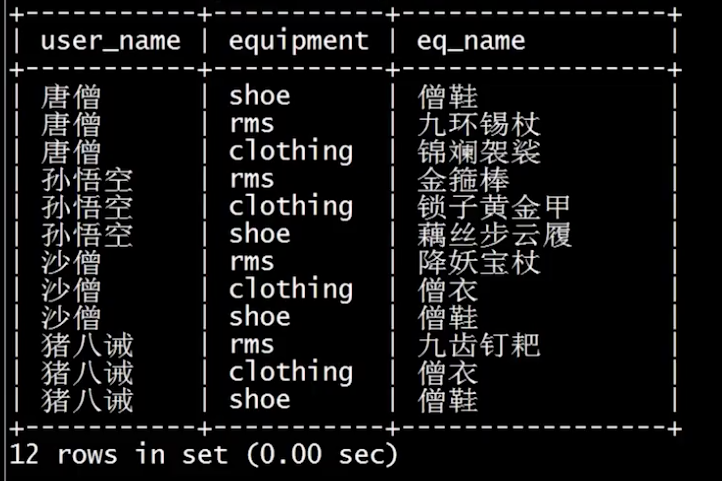 +-----------+-----------+-----------------+
| user_name | equipment | eq_name |
+-----------+-----------+-----------------+
| 唐僧 | shoe | 僧鞋 |
| 唐僧 | rms | 九环锡杖 |
| 唐僧 | clothing | 锦斓袈裟 |
| 孙悟空 | rms | 金箍棒 |
| 孙悟空 | clothing | 锁子黄金甲 |
| 孙悟空 | shoe | 藕丝步云履 |
| 沙僧 | rms | 降妖宝杖 |
| 沙僧 | clothing | 僧衣 |
| 沙僧 | shoe | 僧鞋 |
| 猪八诫 | rms | 九齿钉耙 |
| 猪八诫 | clothing | 僧衣 |
| 猪八诫 | shoe | 僧鞋 |
+-----------+-----------+-----------------+
12 rows in set (0.00 sec)